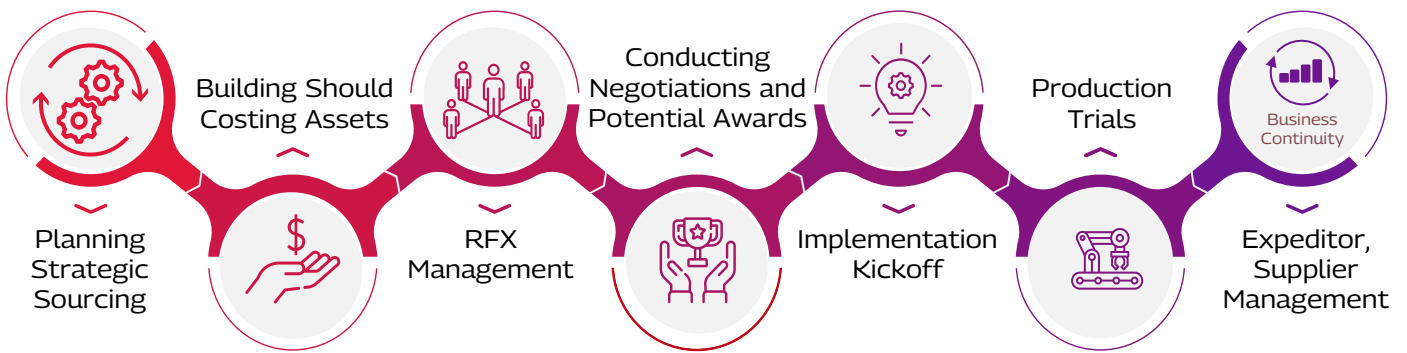 Planning
Strategic
Sourcing
Building Should
Costing Assets
$
RFX
Management
Conducting
Negotiations and
Potential Awards
Implementation
Kickoff
Production
Trials
Business
Continuity
Expeditor,
Supplier
Management